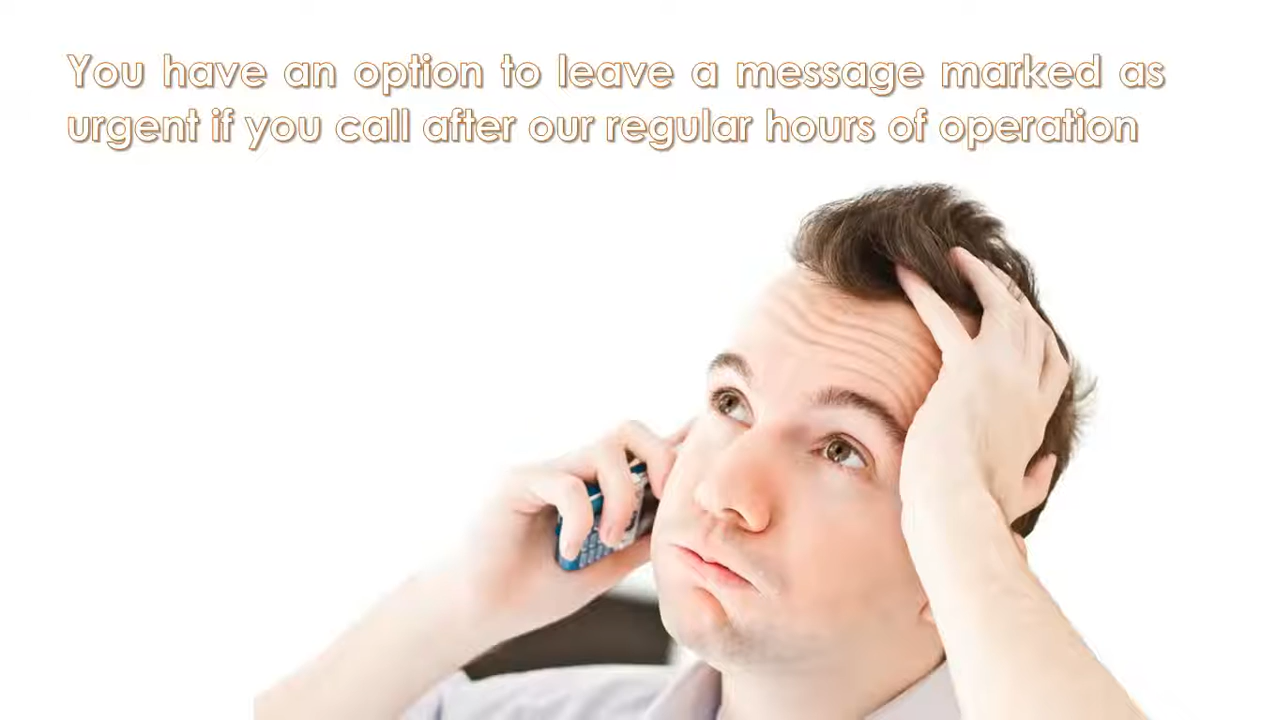 You have an option to leave a message marked as
urgent if you call after our regular hours of operation